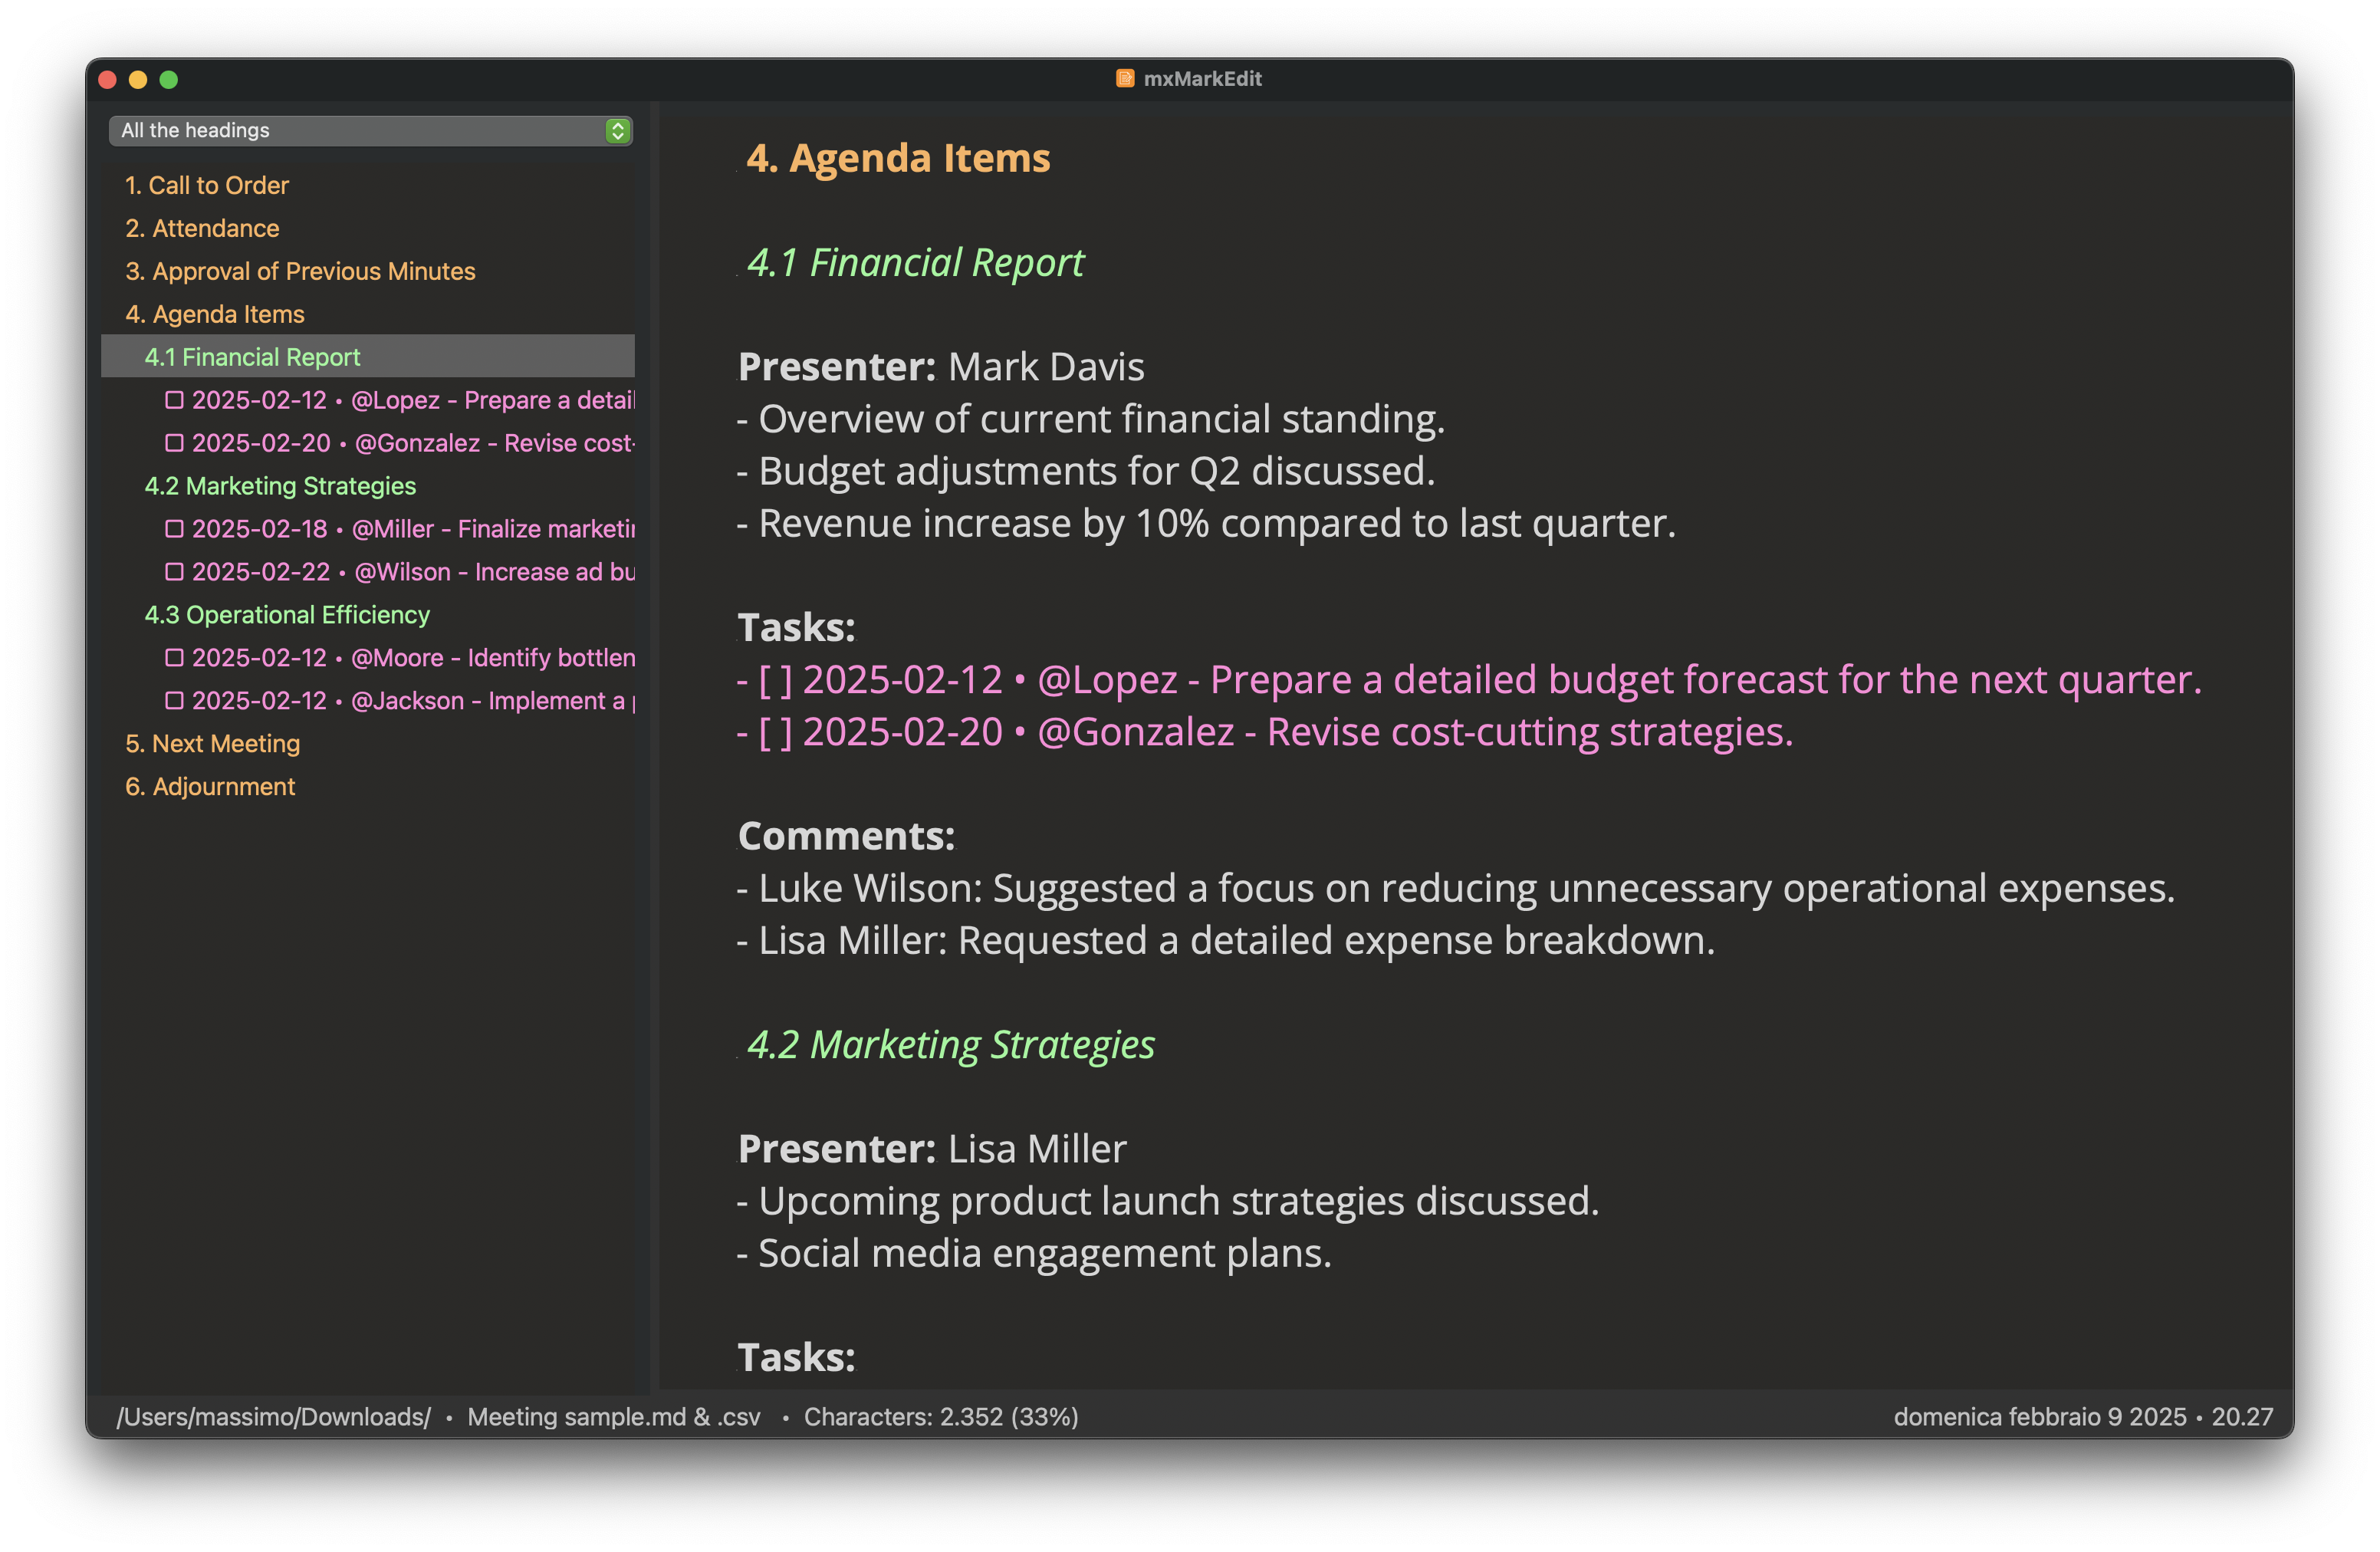 mxMarkEdit
All the headings
1. Call to Order
2. Attendance
3. Approval of Previous Minutes
4. Agenda Items
4.1 Financial Report
2025-02-12 • @Lopez - Prepare a detail
2025-02-20 • @Gonzalez - Revise cost-
4.2 Marketing Strategies
2025-02-18 • @Miller - Finalize marketin
2025-02-22 • @Wilson - Increase ad bu
4.3 Operational Efficiency
2025-02-12 • @Moore - Identify bottlen
2025-02-12 • @Jackson - Implement a p
5. Next Meeting
6. Adjournment
4. Agenda Items
4.1 Financial Report
Presenter: Mark Davis
- Overview of current financial standing.
- Budget adjustments for Q2 discussed.
- Revenue increase by 10% compared to last quarter.
Tasks:
- [ ] 2025-02-12 • @Lopez - Prepare a detailed budget forecast for the next quarter.
- [ ] 2025-02-20 • @Gonzalez - Revise cost-cutting strategies.
Comments:
- Luke Wilson: Suggested a focus on reducing unnecessary operational expenses.
- Lisa Miller: Requested a detailed expense breakdown.
4.2 Marketing Strategies
Presenter: Lisa Miller
- Upcoming product launch strategies discussed.
- Social media engagement plans.
Tasks:
/Users/massimo/Downloads/ • Meeting sample.md & .csv • Characters: 2.352 (33%)
domenica febbraio 9 2025 • 20.27